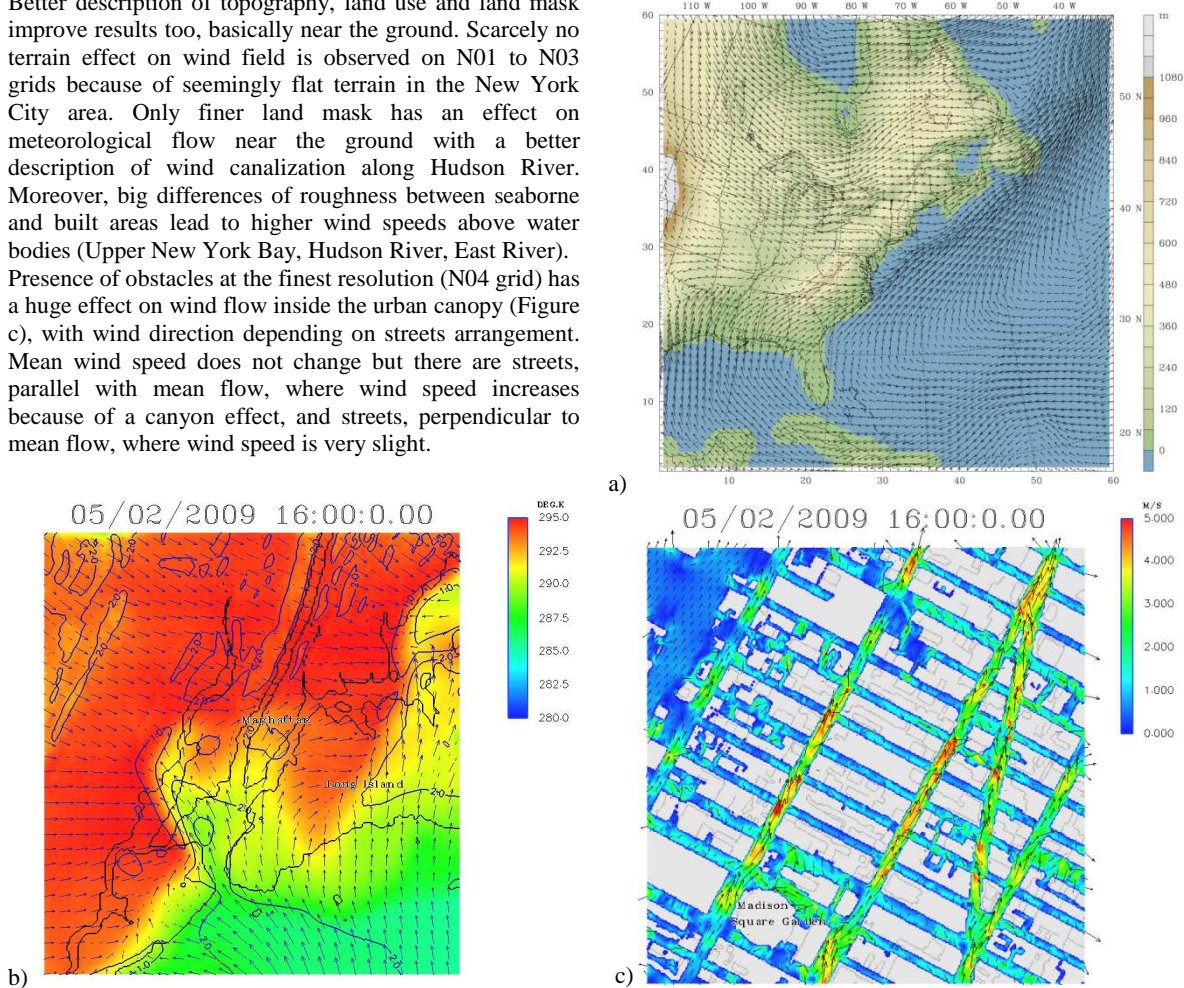 Better description of topography, land use and land mask
improve results too, basically near the ground. Scarcely no
terrain effect on wind field is observed on N01 to N03
grids because of seemingly flat terrain in the New York
City area. Only finer land mask has an effect on
meteorological flow near the ground with a better
description of wind canalization along Hudson River.
Moreover, big differences of roughness between seaborne
and built areas lead to higher wind speeds above water
bodies (Upper New York Bay, Hudson River, East River).
Presence of obstacles at the finest resolution (N04 grid) has
a huge effect on wind flow inside the urban canopy (Figure
c), with wind direction depending on streets arrangement.
Mean wind speed does not change but there are streets,
parallel with mean flow, where wind speed increases
because of a canyon effect, and streets, perpendicular to
mean flow, where wind speed is very slight.
110 W 100 W 90 W 80 W 70 W 60 W 50 W 40 W
60
50
40
30
20
10
50 N
40 N
30 N
20 N
10 20 30 40 50 60
m
1080
960
840
720
600
480
360
240
120
0
a)
05/02/2009 16:00:0.00
DEG.K
295.0
292.5
290.0
287.5
285.0
282.5
280.0
Manhattan
Long Island
b)
05/02/2009 16:00:0.00
M/S
5.000
4.000
3.000
2.000
1.000
0.000
Madison
Square Garden
c)